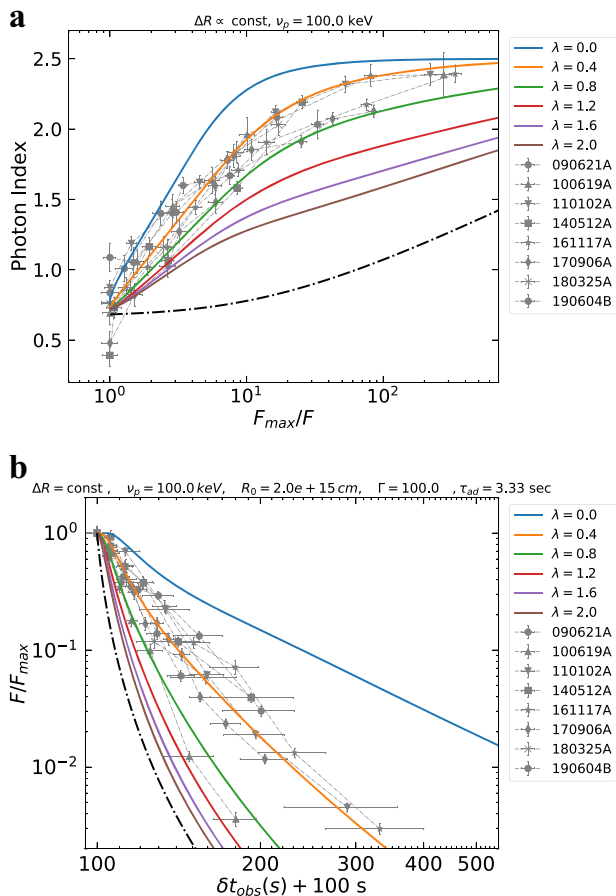 a
ΔR ∝ const, ν_p = 100.0 keV
Photon Index
2.5
2.0
1.5
1.0
0.5
10^0
10^1
10^2
F_max/F
λ = 0.0
λ = 0.4
λ = 0.8
λ = 1.2
λ = 1.6
λ = 2.0
090621A
100619A
110102A
140512A
161117A
170906A
180325A
190604B
b
ΔR = const , ν_p = 100.0 keV, R_0 = 2.0e + 15 cm, Γ = 100.0 , τ_ad = 3.33 sec
F/F_max
10^0
10^−1
10^−2
100
200
300
400
500
δt_obs(s) + 100 s
λ = 0.0
λ = 0.4
λ = 0.8
λ = 1.2
λ = 1.6
λ = 2.0
090621A
100619A
110102A
140512A
161117A
170906A
180325A
190604B